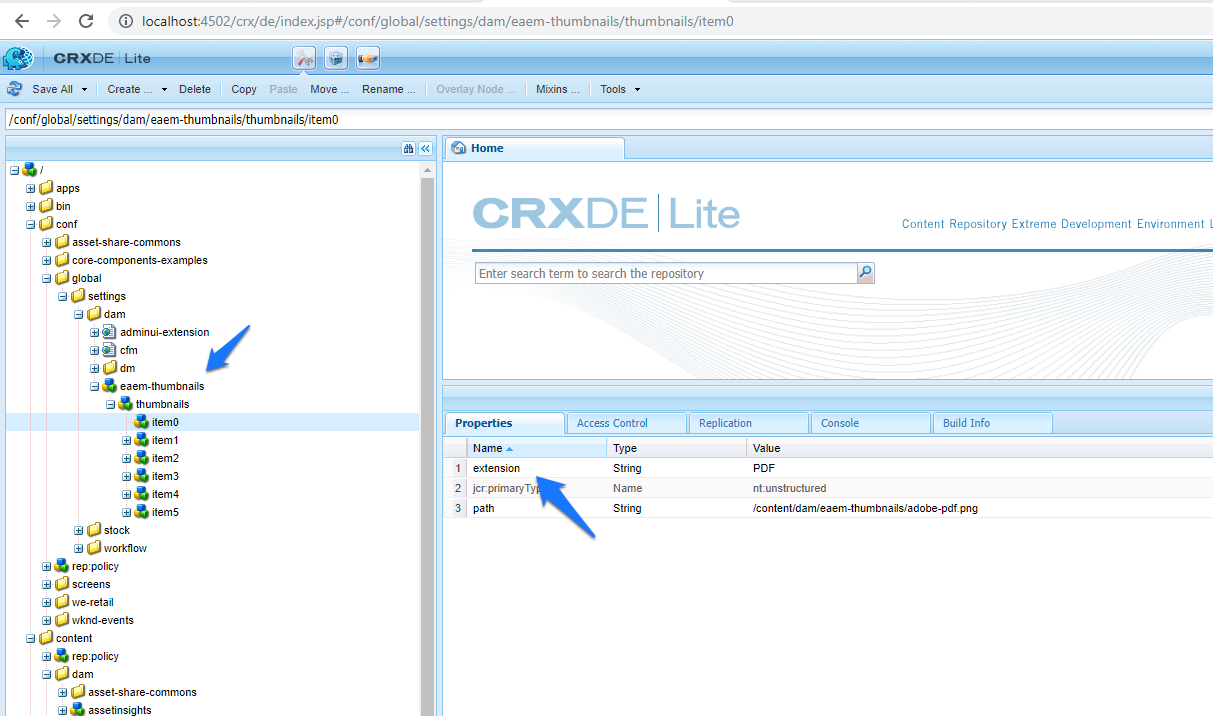 localhost:4502/crx/de/index.jsp#/conf/global/settings/dam/eaem-thumbnails/thumbnails/item0
CRXDE | Lite
Save All Create ... Delete Copy Paste Move ... Rename ... Overlay Node ... Mixins ... Tools
/conf/global/settings/dam/eaem-thumbnails/thumbnails/item0
/
apps
bin
conf
asset-share-commons
core-components-examples
global
settings
dam
adminui-extension
cfm
dm
eaem-thumbnails
thumbnails
item0
item1
item2
item3
item4
item5
stock
workflow
rep:policy
screens
we-retail
wknd-events
content
rep:policy
dam
asset-share-commons
assetinsights
Home
CRXDE | Lite
Content Repository Extreme Development Environment L
Enter search term to search the repository
Properties Access Control Replication Console Build Info
Name Type Value
1 extension String PDF
2 jcr:primaryTyp Name nt:unstructured
3 path String /content/dam/eaem-thumbnails/adobe-pdf.png